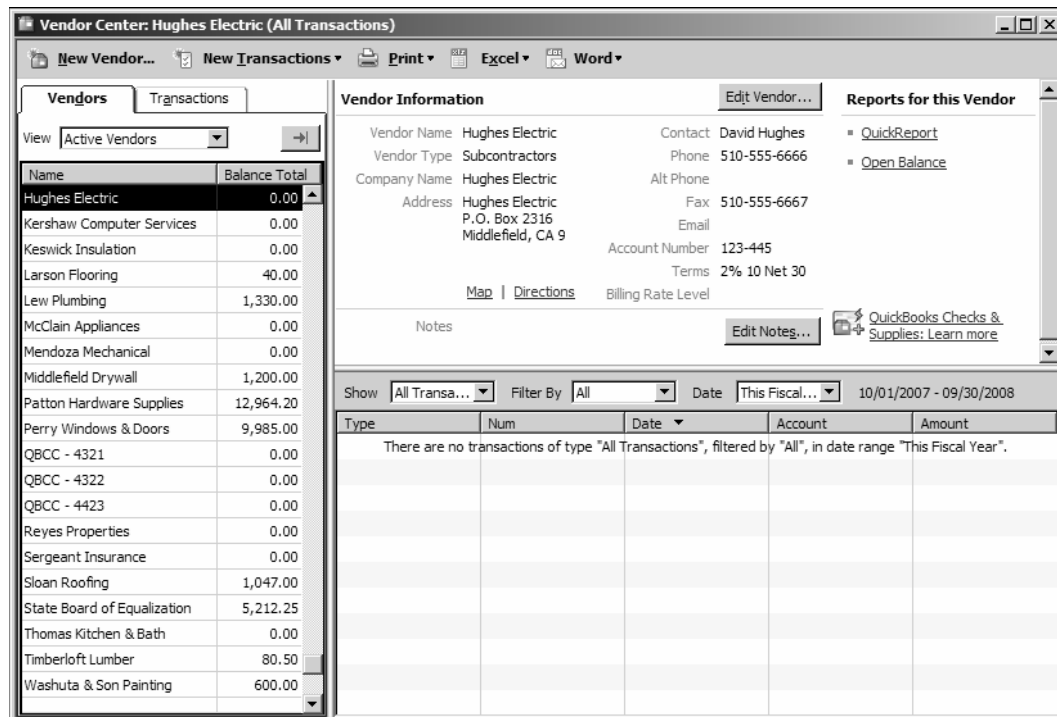 Vendor Center: Hughes Electric (All Transactions)
New Vendor... New Transactions Print Excel Word
Vendors Transactions
View Active Vendors
Name Balance Total
Hughes Electric 0.00
Kershaw Computer Services 0.00
Keswick Insulation 0.00
Larson Flooring 40.00
Lew Plumbing 1,330.00
McClain Appliances 0.00
Mendoza Mechanical 0.00
Middlefield Drywall 1,200.00
Patton Hardware Supplies 12,964.20
Perry Windows & Doors 9,985.00
QBCC - 4321 0.00
QBCC - 4322 0.00
QBCC - 4423 0.00
Reyes Properties 0.00
Sergeant Insurance 0.00
Sloan Roofing 1,047.00
State Board of Equalization 5,212.25
Thomas Kitchen & Bath 0.00
Timberloft Lumber 80.50
Washuta & Son Painting 600.00
Vendor Information Edit Vendor...
Vendor Name Hughes Electric
Vendor Type Subcontractors
Company Name Hughes Electric
Address Hughes Electric
P.O. Box 2316
Middlefield, CA 9
Map | Directions
Contact David Hughes
Phone 510-555-6666
Alt Phone
Fax 510-555-6667
Email
Account Number 123-445
Terms 2% 10 Net 30
Billing Rate Level
Notes Edit Notes...
Reports for this Vendor
QuickReport
Open Balance
QuickBooks Checks &
Supplies: Learn more
Show All Transa... Filter By All Date This Fiscal... 10/01/2007 - 09/30/2008
Type Num Date Account Amount
There are no transactions of type "All Transactions", filtered by "All", in date range "This Fiscal Year".